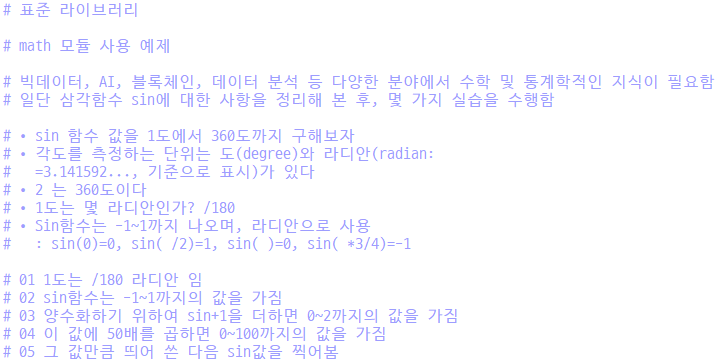 # 표준 라이브러리
# math 모듈 사용 예제
# 빅데이터, AI, 블록체인, 데이터 분석 등 다양한 분야에서 수학 및 통계학적인 지식이 필요함
# 일단 삼각함수 sin에 대한 사항을 정리해 본 후, 몇 가지 실습을 수행함
# • sin 함수 값을 1도에서 360도까지 구해보자
# • 각도를 측정하는 단위는 도(degree)와 라디안(radian:
#   =3.141592..., 기준으로 표시)가 있다
# • 2 는 360도이다
# • 1도는 몇 라디안인가? /180
# • Sin함수는 -1~1까지 나오며, 라디안으로 사용
#   : sin(0)=0, sin( /2)=1, sin( )=0, sin( *3/4)=-1
# 01 1도는 /180 라디안 임
# 02 sin함수는 -1~1까지의 값을 가짐
# 03 양수화하기 위하여 sin+1을 더하면 0~2까지의 값을 가짐
# 04 이 값에 50배를 곱하면 0~100까지의 값을 가짐
# 05 그 값만큼 띄어 쓴 다음 sin값을 찍어봄